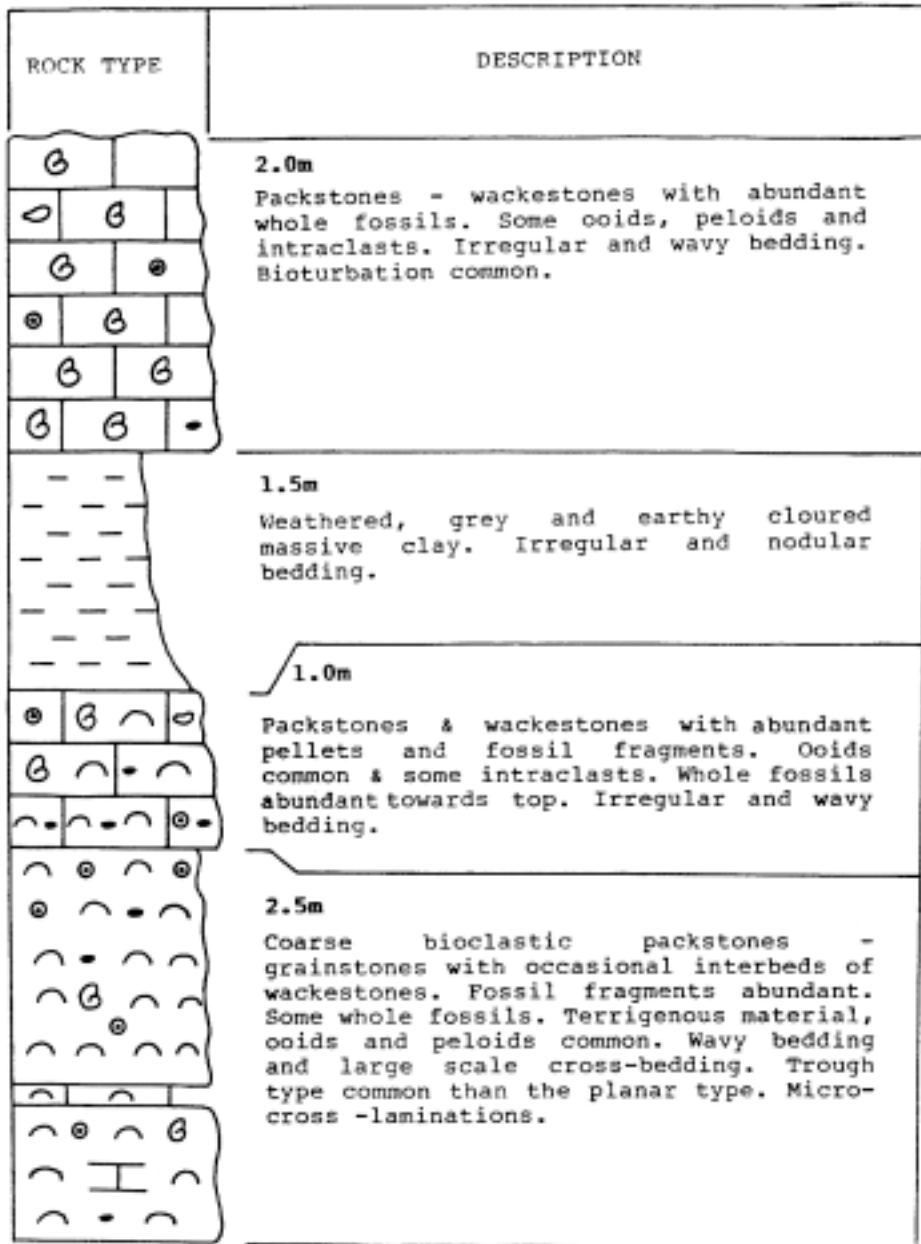 ROCK TYPE
DESCRIPTION
2.0m
Packstones - wackestones with abundant
whole fossils. Some ooids, peloids and
intraclasts. Irregular and wavy bedding.
Bioturbation common.
1.5m
Weathered, grey and earthy cloured
massive clay. Irregular and nodular
bedding.
1.0m
Packstones & wackestones with abundant
pellets and fossil fragments. Ooids
common & some intraclasts. Whole fossils
abundant towards top. Irregular and wavy
bedding.
2.5m
Coarse bioclastic packstones -
grainstones with occasional interbeds of
wackestones. Fossil fragments abundant.
Some whole fossils. Terrigenous material,
ooids and peloids common. Wavy bedding
and large scale cross-bedding. Trough
type common than the planar type. Micro-
cross -laminations.